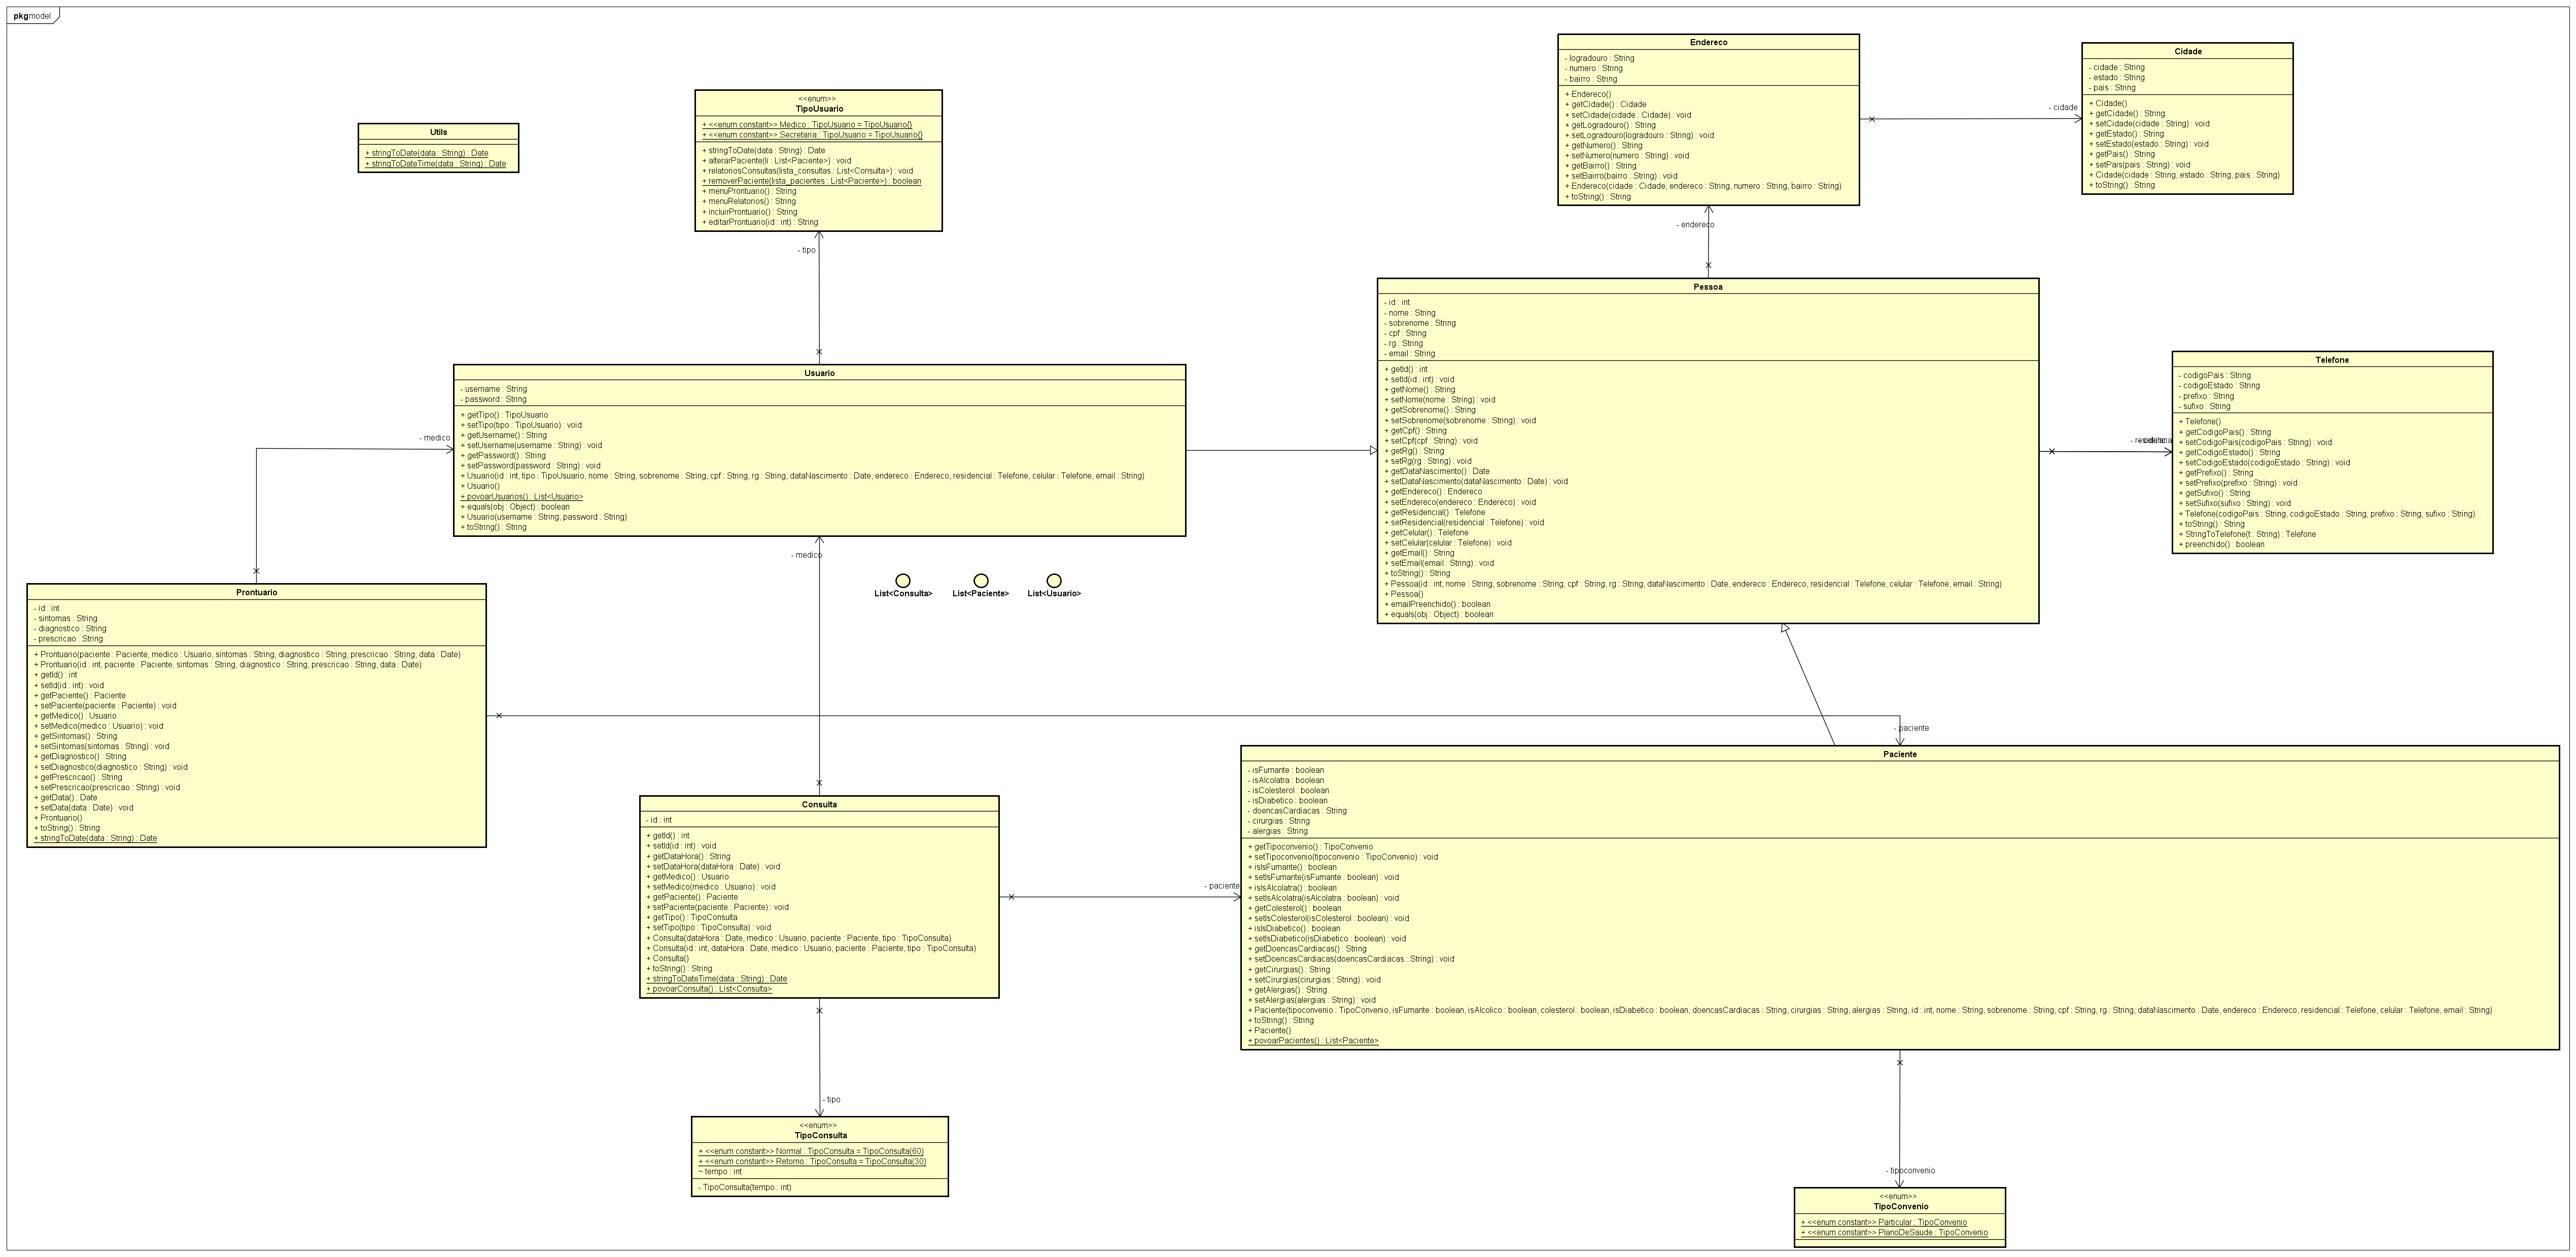 pkg model
Utils
+ stringToDate(data : String) : Date
+ stringToDateTime(data : String) : Date
<<enum>>
TipoUsuario
+ <<enum constant>> Medico : TipoUsuario = TipoUsuario{}
+ <<enum constant>> Secretaria : TipoUsuario = TipoUsuario{}
+ stringToDate(data : String) : Date
+ alterarPaciente(li : List<Paciente>) : void
+ relatoriosConsultas(lista_consultas : List<Consulta>) : void
+ removerPaciente(lista_pacientes : List<Paciente>) : boolean
+ menuProntuario() : String
+ menuRelatorios() : String
+ incluirProntuario() : String
+ editarProntuario(id : int) : String
- tipo
Endereco
- logradouro : String
- numero : String
- bairro : String
+ Endereco()
+ getCidade() : Cidade
+ setCidade(cidade : Cidade) : void
+ getLogradouro() : String
+ setLogradouro(logradouro : String) : void
+ getNumero() : String
+ setNumero(numero : String) : void
+ getBairro() : String
+ setBairro(bairro : String) : void
+ Endereco(cidade : Cidade, endereco : String, numero : String, bairro : String)
+ toString() : String
- cidade
Cidade
- cidade : String
- estado : String
- pais : String
+ Cidade()
+ getCidade() : String
+ setCidade(cidade : String) : void
+ getEstado() : String
+ setEstado(estado : String) : void
+ getPais() : String
+ setPais(pais : String) : void
+ Cidade(cidade : String, estado : String, pais : String)
+ toString() : String
- endereco
Pessoa
- id : int
- nome : String
- sobrenome : String
- cpf : String
- rg : String
- email : String
+ getId() : int
+ setId(id : int) : void
+ getNome() : String
+ setNome(nome : String) : void
+ getSobrenome() : String
+ setSobrenome(sobrenome : String) : void
+ getCpf() : String
+ setCpf(cpf : String) : void
+ getRg() : String
+ setRg(rg : String) : void
+ getDataNascimento() : Date
+ setDataNascimento(dataNascimento : Date) : void
+ getEndereco() : Endereco
+ setEndereco(endereco : Endereco) : void
+ getResidencial() : Telefone
+ setResidencial(residencial : Telefone) : void
+ getCelular() : Telefone
+ setCelular(celular : Telefone) : void
+ getEmail() : String
+ setEmail(email : String) : void
+ toString() : String
+ Pessoa(id : int, nome : String, sobrenome : String, cpf : String, rg : String, dataNascimento : Date, endereco : Endereco, residencial : Telefone, celular : Telefone, email : String)
+ Pessoa()
+ emailPreenchido() : boolean
+ equals(obj : Object) : boolean
Telefone
- codigoPais : String
- codigoEstado : String
- prefixo : String
- sufixo : String
+ Telefone()
+ getCodigoPais() : String
+ setCodigoPais(codigoPais : String) : void
+ getCodigoEstado() : String
+ setCodigoEstado(codigoEstado : String) : void
+ getPrefixo() : String
+ setPrefixo(prefixo : String) : void
+ getSufixo() : String
+ setSufixo(sufixo : String) : void
+ Telefone(codigoPais : String, codigoEstado : String, prefixo : String, sufixo : String)
+ toString() : String
+ StringToTelefone(t : String) : Telefone
+ preenchido() : boolean
Usuario
- username : String
- password : String
+ getTipo() : TipoUsuario
+ setTipo(tipo : TipoUsuario) : void
+ getUsername() : String
+ setUsername(username : String) : void
+ getPassword() : String
+ setPassword(password : String) : void
+ Usuario(id : int, tipo : TipoUsuario, nome : String, sobrenome : String, cpf : String, rg : String, dataNascimento : Date, endereco : Endereco, residencial : Telefone, celular : Telefone, email : String)
+ Usuario()
+ povoarUsuarios() : List<Usuario>
+ equals(obj : Object) : boolean
+ Usuario(username : String, password : String)
+ toString() : String
- medico
- medico
List<Consulta>
List<Paciente>
List<Usuario>
Prontuario
- id : int
- sintomas : String
- diagnostico : String
- prescricao : String
+ Prontuario(paciente : Paciente, medico : Usuario, sintomas : String, diagnostico : String, prescricao : String, data : Date)
+ Prontuario(id : int, paciente : Paciente, sintomas : String, diagnostico : String, prescricao : String, data : Date)
+ getId() : int
+ setId(id : int) : void
+ getPaciente() : Paciente
+ setPaciente(paciente : Paciente) : void
+ getMedico() : Usuario
+ setMedico(medico : Usuario) : void
+ getSintomas() : String
+ setSintomas(sintomas : String) : void
+ getDiagnostico() : String
+ setDiagnostico(diagnostico : String) : void
+ getPrescricao() : String
+ setPrescricao(prescricao : String) : void
+ getData() : Date
+ setData(data : Date) : void
+ Prontuario()
+ toString() : String
+ stringToDate(data : String) : Date
- paciente
Consulta
- id : int
+ getId() : int
+ setId(id : int) : void
+ getDataHora() : String
+ setDataHora(dataHora : Date) : void
+ getMedico() : Usuario
+ setMedico(medico : Usuario) : void
+ getPaciente() : Paciente
+ setPaciente(paciente : Paciente) : void
+ getTipo() : TipoConsulta
+ setTipo(tipo : TipoConsulta) : void
+ Consulta(dataHora : Date, medico : Usuario, paciente : Paciente, tipo : TipoConsulta)
+ Consulta(id : int, dataHora : Date, medico : Usuario, paciente : Paciente, tipo : TipoConsulta)
+ Consulta()
+ toString() : String
+ stringToDateTime(data : String) : Date
+ povoarConsulta() : List<Consulta>
- paciente
Paciente
- isFumante : boolean
- isAlcolatra : boolean
- isColesterol : boolean
- isDiabetico : boolean
- doencasCardiacas : String
- cirurgias : String
- alergias : String
+ getTipoconvenio() : TipoConvenio
+ setTipoconvenio(tipoconvenio : TipoConvenio) : void
+ isIsFumante() : boolean
+ setIsFumante(isFumante : boolean) : void
+ isIsAlcolatra() : boolean
+ setIsAlcolatra(isAlcolatra : boolean) : void
+ getColesterol() : boolean
+ setIsColesterol(isColesterol : boolean) : void
+ isIsDiabetico() : boolean
+ setIsDiabetico(isDiabetico : boolean) : void
+ getDoencasCardiacas() : String
+ setDoencasCardiacas(doencasCardiacas : String) : void
+ getCirurgias() : String
+ setCirurgias(cirurgias : String) : void
+ getAlergias() : String
+ setAlergias(alergias : String) : void
+ Paciente(tipoconvenio : TipoConvenio, isFumante : boolean, isAlcolico : boolean, colesterol : boolean, isDiabetico : boolean, doencasCardiacas : String, cirurgias : String, alergias : String, id : int, nome : String, sobrenome : String, cpf : String, rg : String, dataNascimento : Date, endereco : Endereco, residencial : Telefone, celular : Telefone, email : String)
+ toString() : String
+ Paciente()
+ povoarPacientes() : List<Paciente>
- tipo
<<enum>>
TipoConsulta
+ <<enum constant>> Normal : TipoConsulta = TipoConsulta(60)
+ <<enum constant>> Retorno : TipoConsulta = TipoConsulta(30)
~ tempo : int
- TipoConsulta(tempo : int)
- tipoconvenio
<<enum>>
TipoConvenio
+ <<enum constant>> Particular : TipoConvenio
+ <<enum constant>> PlanoDeSaude : TipoConvenio